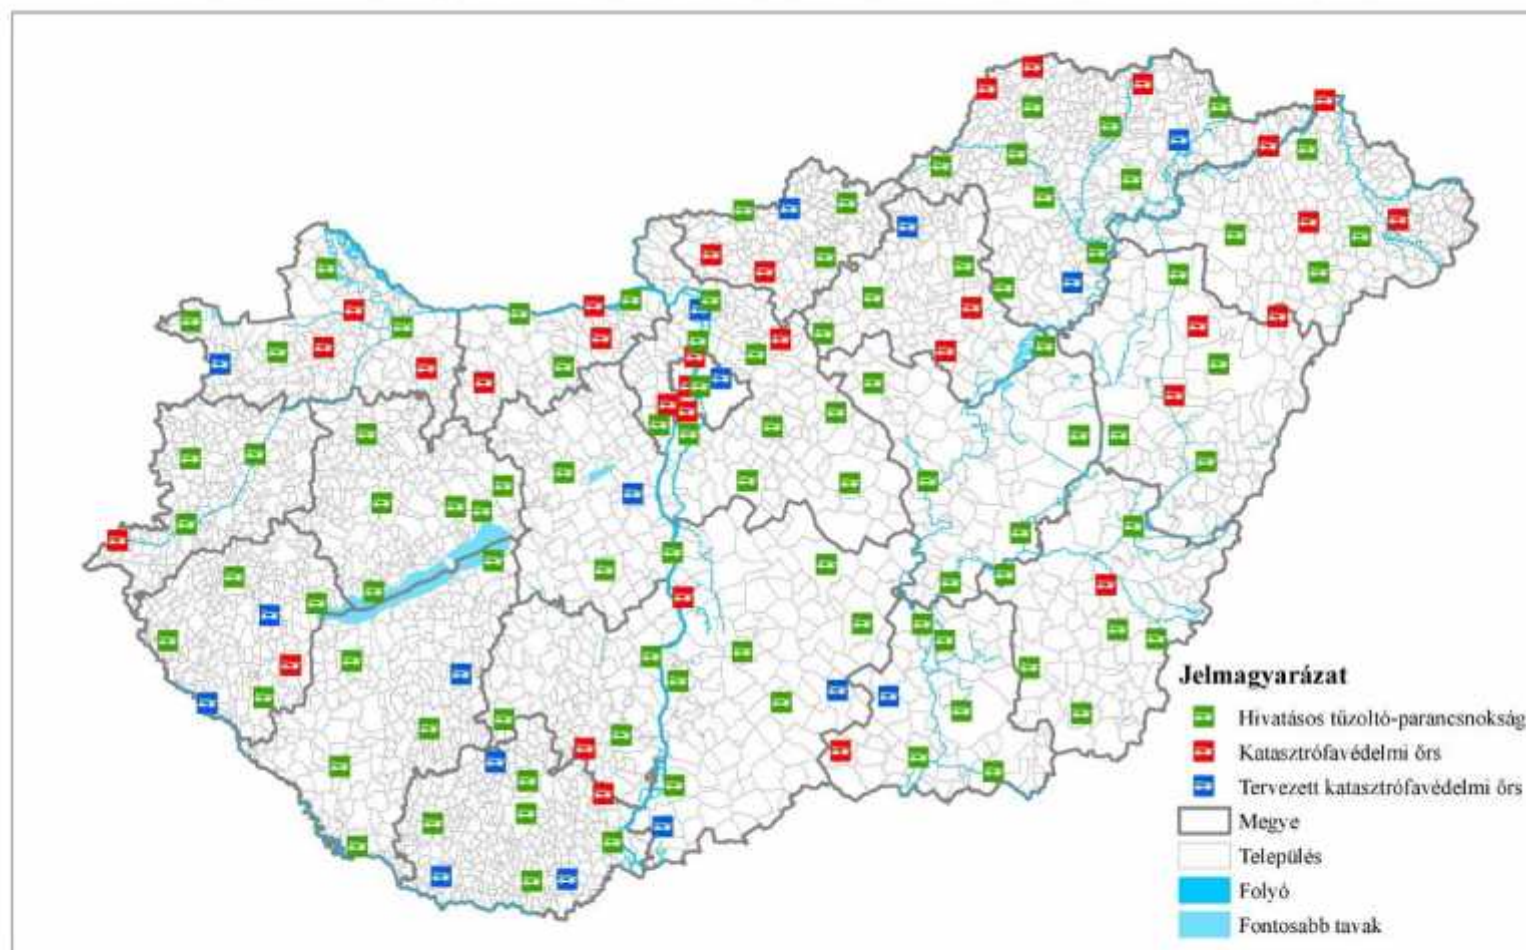 Jelmagyarázat
Hivatásos tűzoltó-parancsnokság
Katasztrófavédelmi őrs
Tervezett katasztrófavédelmi őrs
Megye
Település
Folyó
Fontosabb tavak